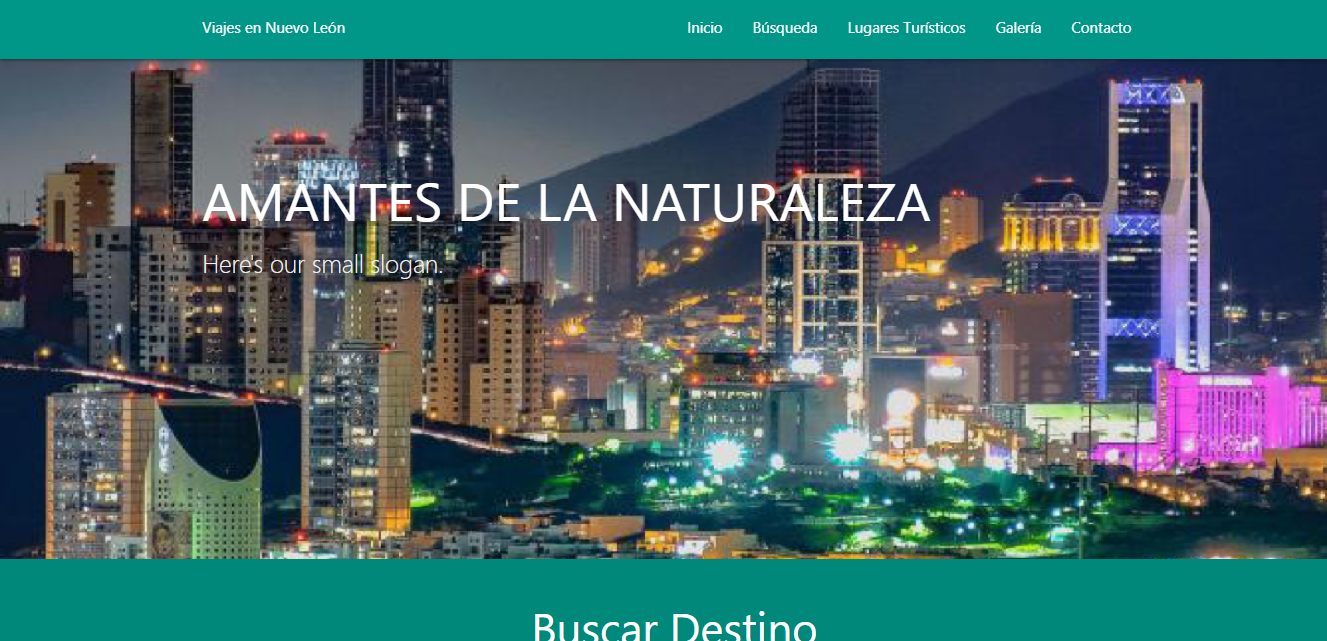 Viajes en Nuevo León
Inicio Búsqueda Lugares Turísticos Galería Contacto
AMANTES DE LA NATURALEZA
Here's our small slogan.
Buscar Destino